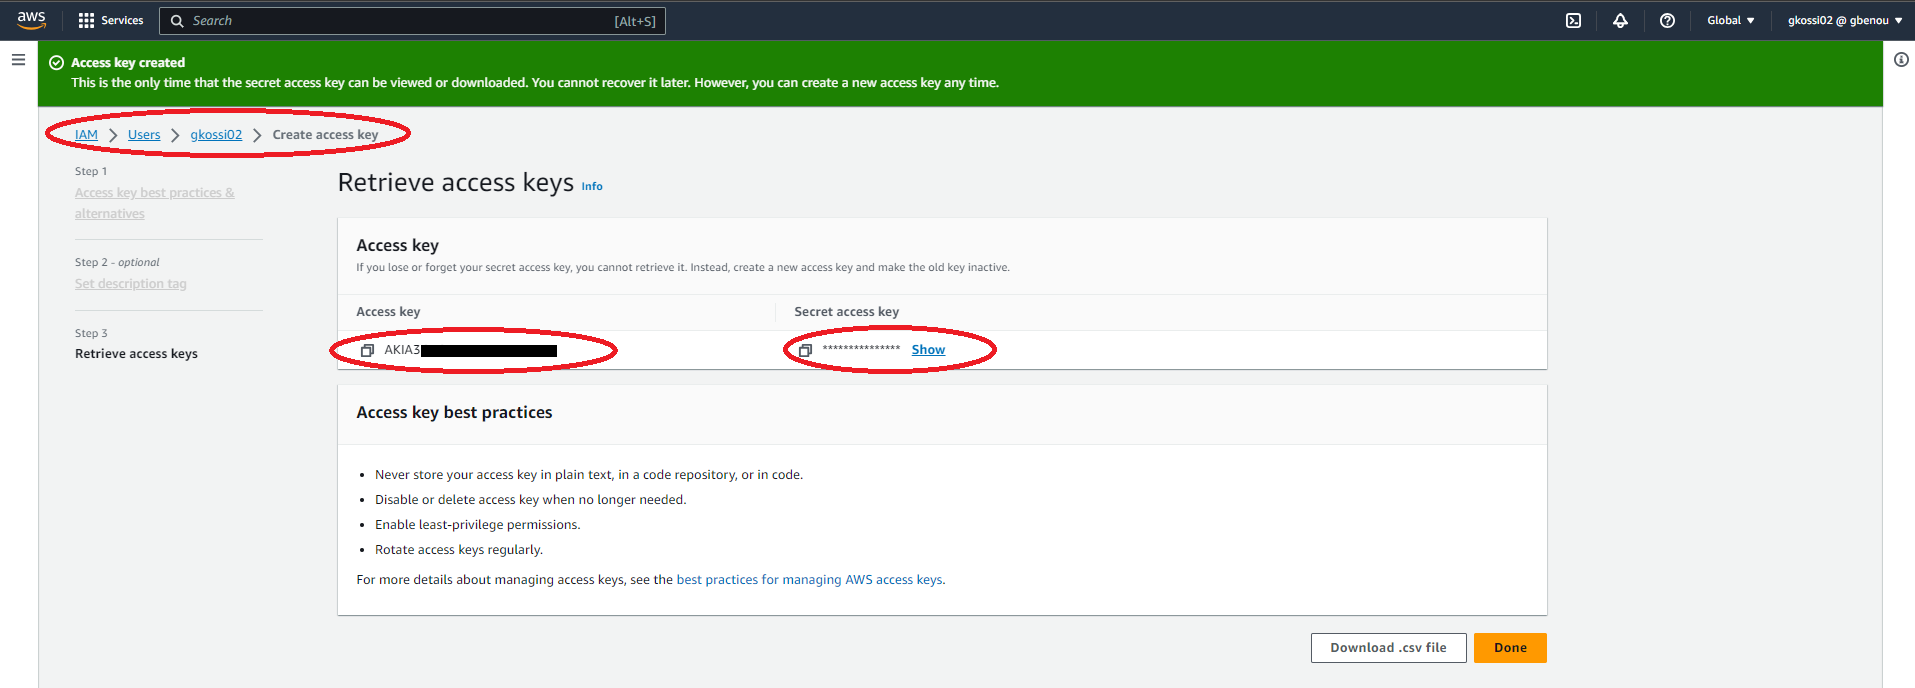 aws
Services
Search
[Alt+S]
Global
gkossi02 @ gbenou
Access key created
This is the only time that the secret access key can be viewed or downloaded. You cannot recover it later. However, you can create a new access key any time.
IAM > Users > gkossi02 > Create access key
Step 1
Access key best practices &
alternatives
Step 2 - optional
Set description tag
Step 3
Retrieve access keys
Retrieve access keys Info
Access key
If you lose or forget your secret access key, you cannot retrieve it. Instead, create a new access key and make the old key inactive.
Access key
Secret access key
AKIA3
*************** Show
Access key best practices
• Never store your access key in plain text, in a code repository, or in code.
• Disable or delete access key when no longer needed.
• Enable least-privilege permissions.
• Rotate access keys regularly.
For more details about managing access keys, see the best practices for managing AWS access keys.
Download .csv file
Done